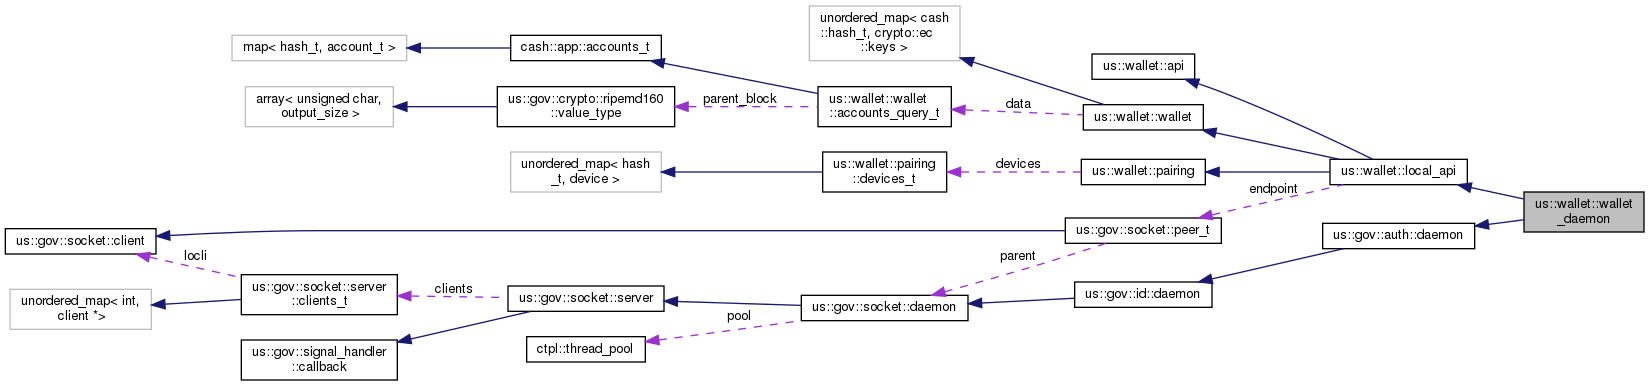 unordered_map< cash
::hash_t, crypto::ec
::keys >
map< hash_t, account_t >
cash::app::accounts_t
us::wallet::api
array< unsigned char,
output_size >
us::gov::crypto::ripemd160
::value_type
parent_block
us::wallet::wallet
::accounts_query_t
data
us::wallet::wallet
unordered_map< hash
_t, device >
us::wallet::pairing
::devices_t
devices
us::wallet::pairing
us::wallet::local_api
endpoint
us::wallet::wallet
_daemon
us::gov::socket::client
us::gov::socket::peer_t
us::gov::auth::daemon
locli
parent
unordered_map< int,
client *>
us::gov::socket::server
::clients_t
clients
us::gov::socket::server
us::gov::socket::daemon
us::gov::id::daemon
pool
us::gov::signal_handler
::callback
ctpl::thread_pool